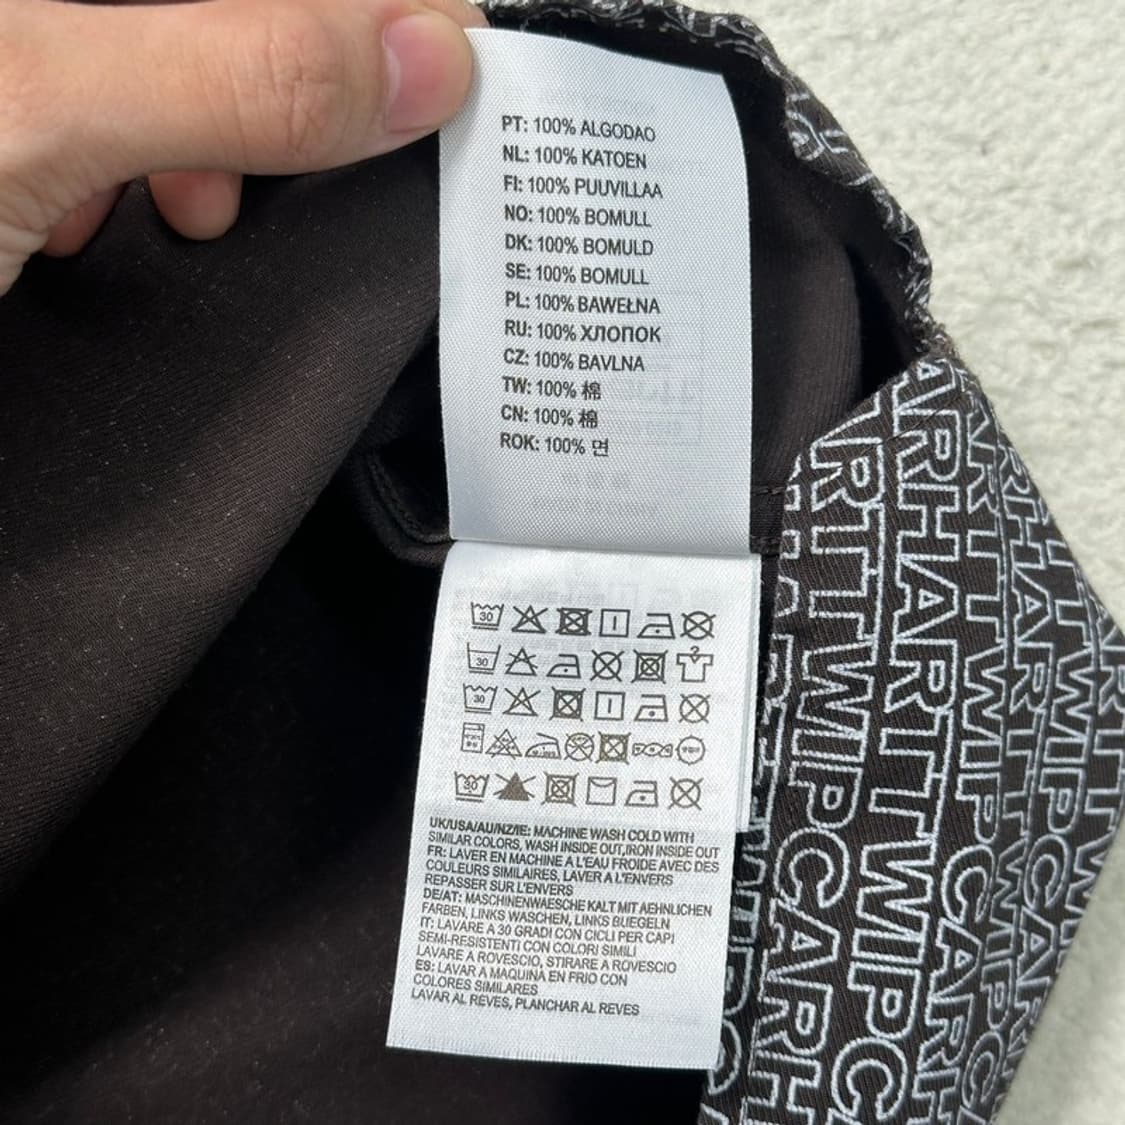 PT: 100% ALGODAO
NL: 100% KATOEN
FI: 100% PUUVILLAA
NO: 100% BOMULL
DK: 100% BOMULD
SE: 100% BOMULL
PL: 100% BAWEŁNA
RU: 100% ХЛОПОК
CZ: 100% BAVLNA
TW: 100% 棉
CN: 100% 棉
ROK: 100% 면
30
30
30
30
UK/USA/AU/NZ/IE: MACHINE WASH COLD WITH
SIMILAR COLORS, WASH INSIDE OUT,IRON INSIDE OUT
FR: LAVER EN MACHINE A L'EAU FROIDE AVEC DES
COULEURS SIMILAIRES, LAVER A L'ENVERS
REPASSER SUR L'ENVERS
DE/AT: MASCHINENWAESCHE KALT MIT AEHNLICHEN
FARBEN, LINKS WASCHEN, LINKS BUEGELN
IT: LAVARE A 30 GRADI CON CICLI PER CAPI
SEMI-RESISTENTI CON COLORI SIMILI
LAVARE A ROVESCIO, STIRARE A ROVESCIO
ES: LAVAR A MAQUINA EN FRIO CON
COLORES SIMILARES
LAVAR AL REVES, PLANCHAR AL REVES
CARHARTTWIPCARHARTTWIP